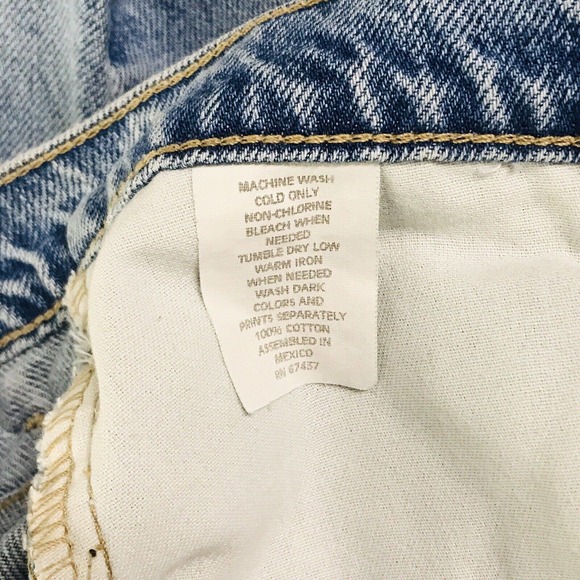 MACHINE WASH
COLD ONLY
NON-CHLORINE
BLEACH WHEN
NEEDED
TUMBLE DRY LOW
WARM IRON
WHEN NEEDED
WASH DARK
COLORS AND
PRINTS SEPARATELY
100% COTTON
ASSEMBLED IN
MEXICO
RN 67437